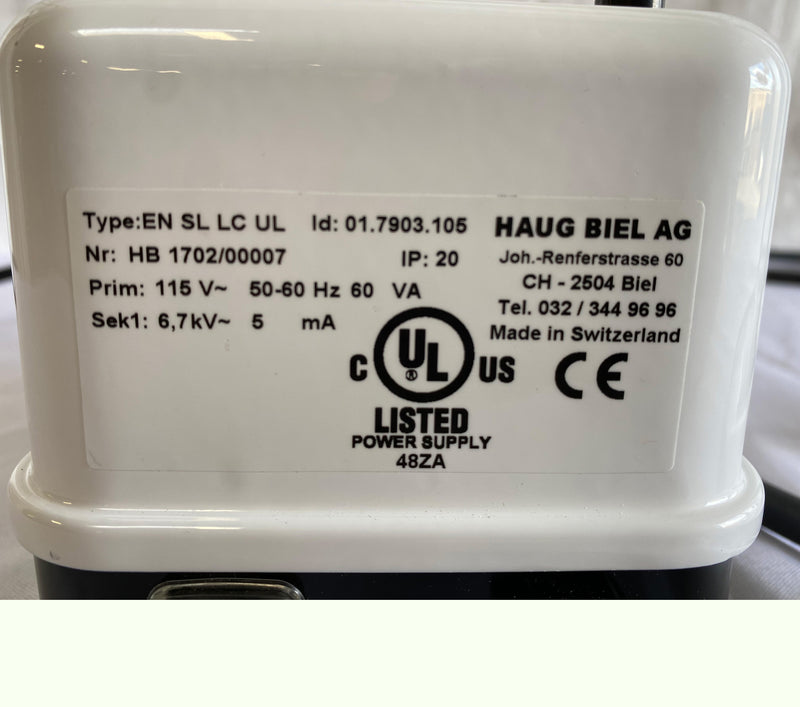 Type:EN SL LC UL Id: 01.7903.105
Nr: HB 1702/00007 IP: 20
Prim: 115 V~ 50-60 Hz 60 VA
Sek1: 6,7kV~ 5 mA
HAUG BIEL AG
Joh.-Renferstrasse 60
CH - 2504 Biel
Tel. 032 / 344 96 96
Made in Switzerland
C UL ® US
LISTED
POWER SUPPLY
48ZA
CE